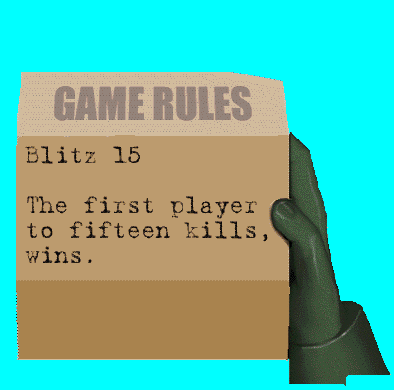 GAME RULES
Blitz 15
The first player
to fifteen kills,
wins.